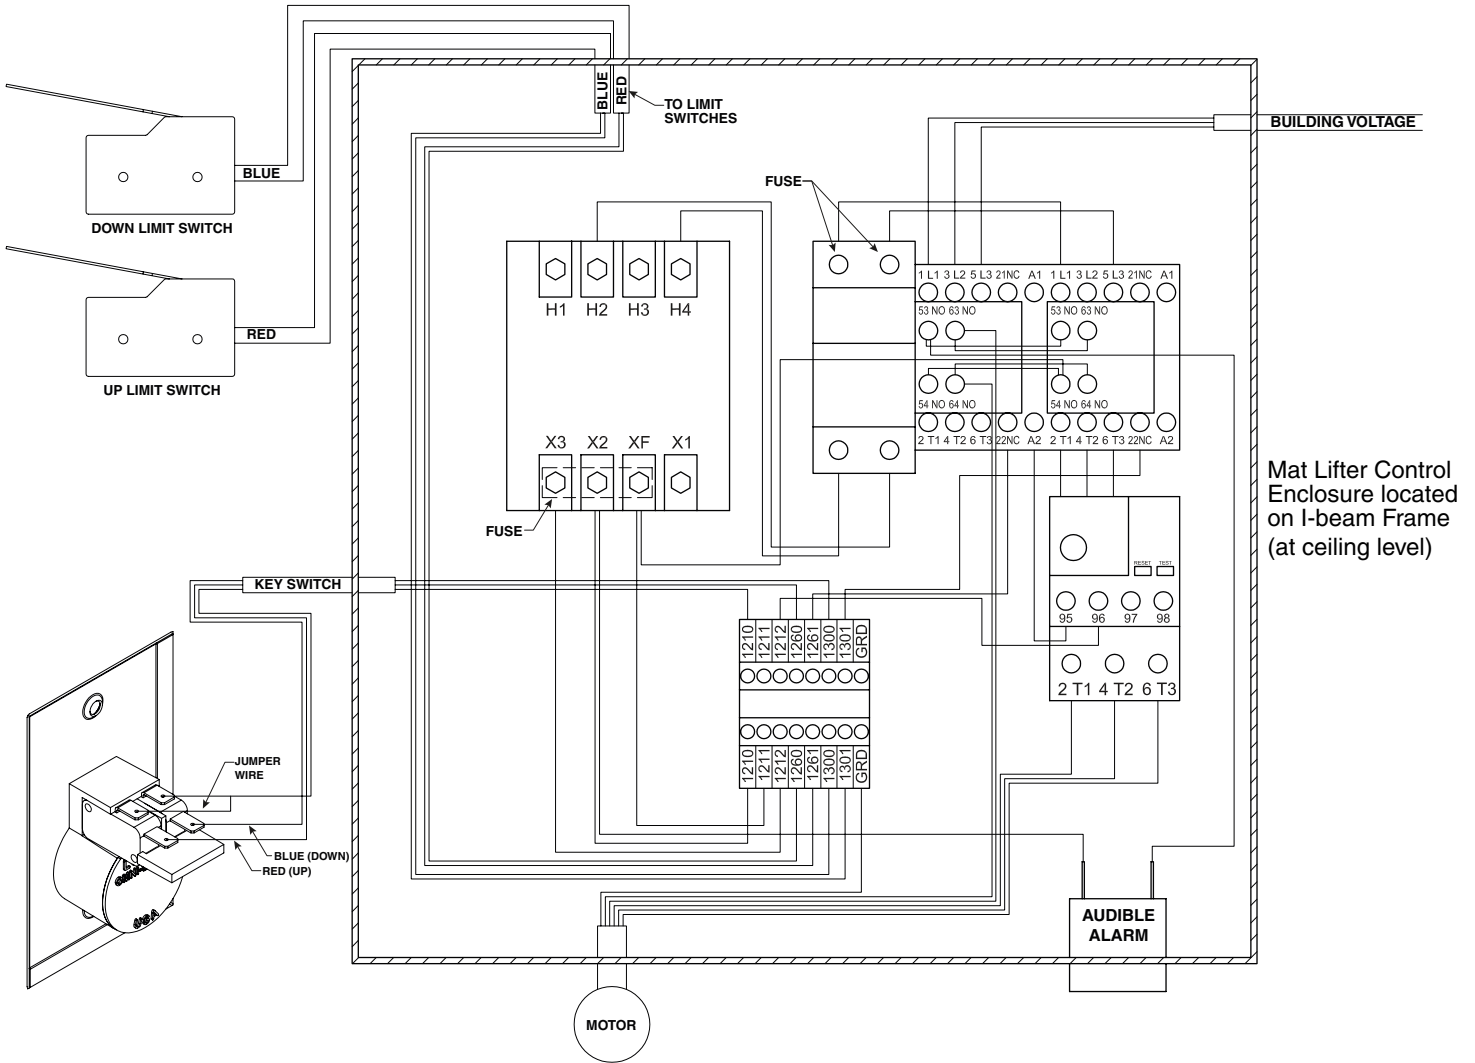 BLUE
RED
TO LIMIT
SWITCHES
BUILDING VOLTAGE
BLUE
DOWN LIMIT SWITCH
FUSE
RED
UP LIMIT SWITCH
H1 H2 H3 H4
X3 X2 XF X1
FUSE
1 L1 3 L2 5 L3 21NC A1 1 L1 3 L2 5 L3 21NC A1
53 NO 63 NO 53 NO 63 NO
54 NO 64 NO 54 NO 64 NO
2 T1 4 T2 6 T3 22NC A2 2 T1 4 T2 6 T3 22NC A2
Mat Lifter Control
Enclosure located
on I-beam Frame
(at ceiling level)
RESET TEST
95 96 97 98
2 T1 4 T2 6 T3
KEY SWITCH
1210 1211 1212 1260 1261 1300 1301 GRD
1210 1211 1212 1260 1261 1300 1301 GRD
JUMPER
WIRE
BLUE (DOWN)
RED (UP)
USA
AUDIBLE
ALARM
MOTOR